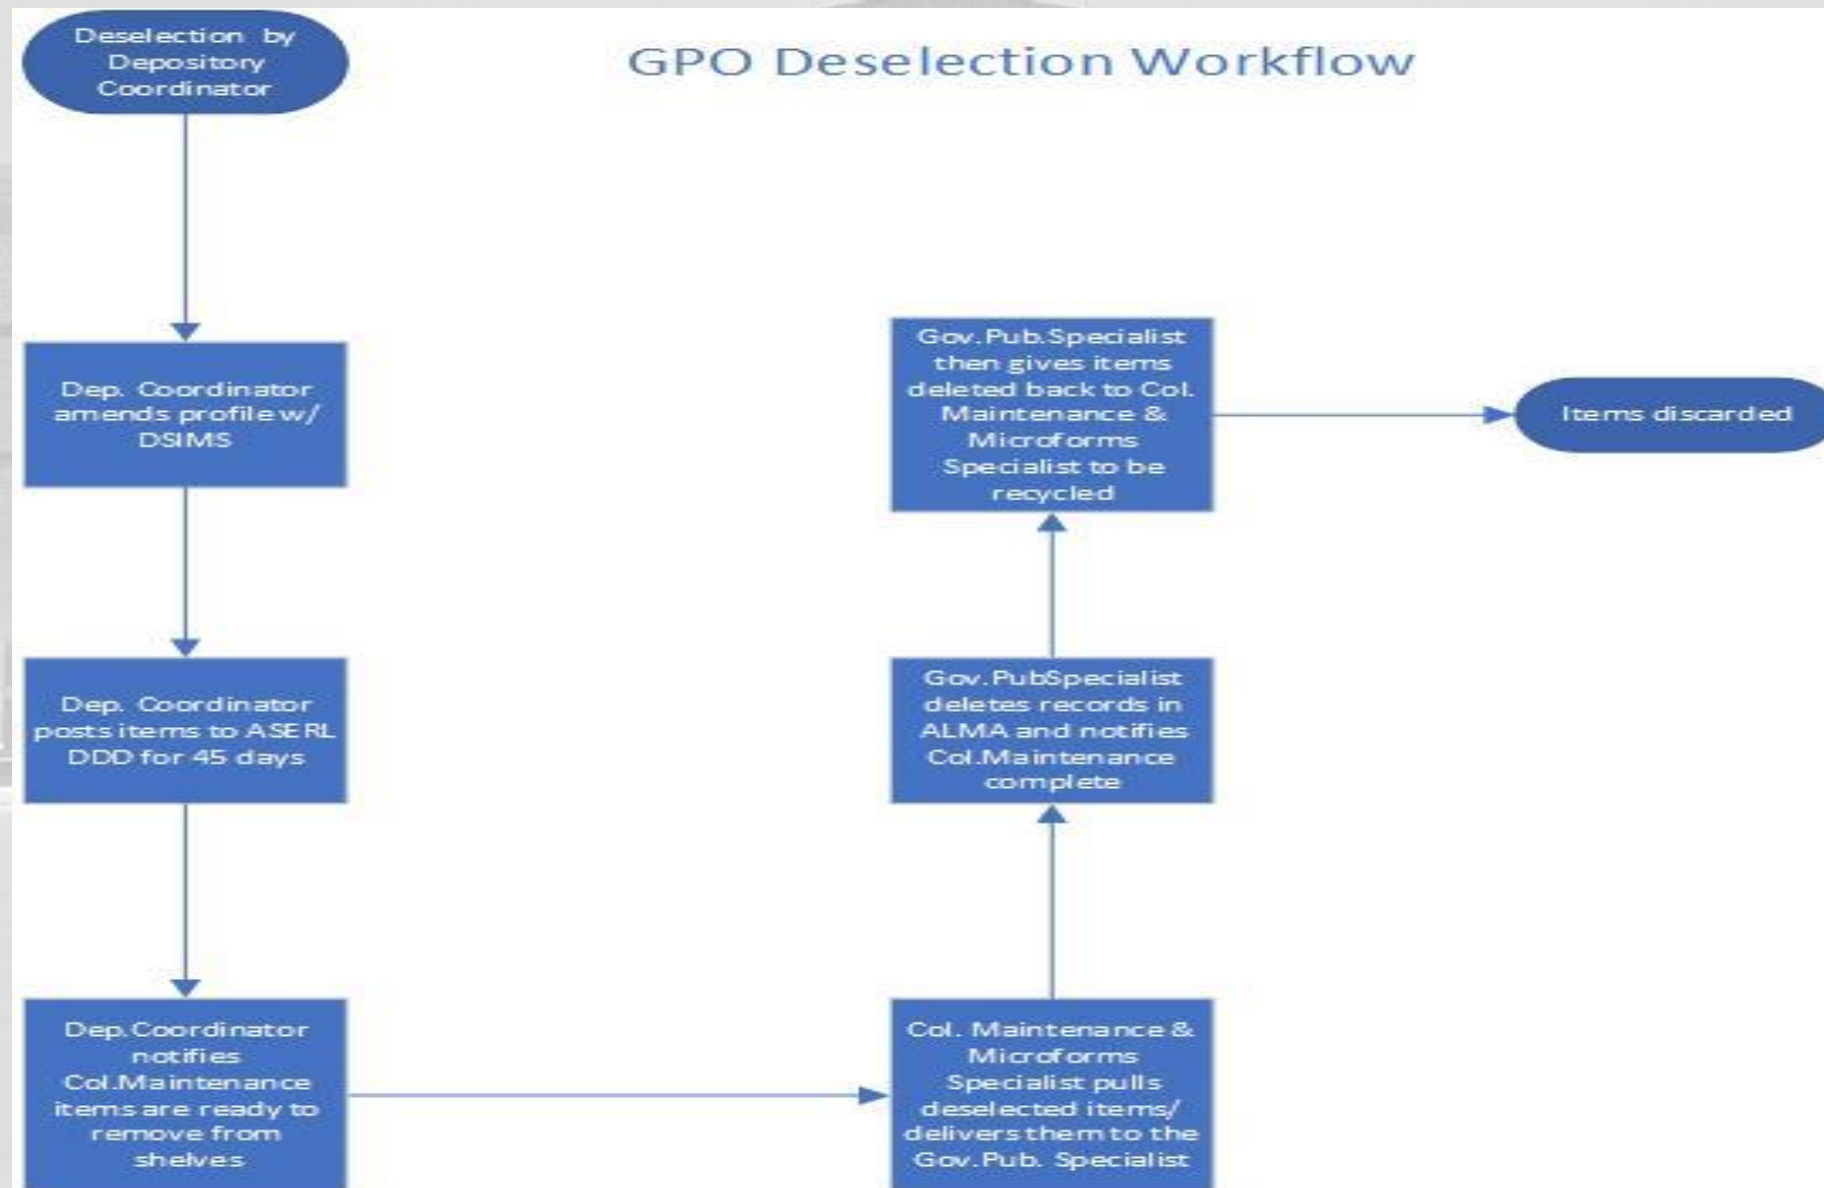 GPO Deselection Workflow
Deselection by
Depository
Coordinator
Dep. Coordinator
amends profile w/
DSIMS
Dep. Coordinator
posts items to ASERL
DDD for 45 days
Dep.Coordinator
notifies
Col.Maintenance
items are ready to
remove from
shelves
Col. Maintenance &
Microforms
Specialist pulls
deselected items/
delivers them to the
Gov.Pub. Specialist
Gov.PubSpecialist
deletes records in
ALMA and notifies
Col.Maintenance
complete
Gov.Pub.Specialist
then gives items
deleted back to Col.
Maintenance &
Microforms
Specialist to be
recycled
Items discarded